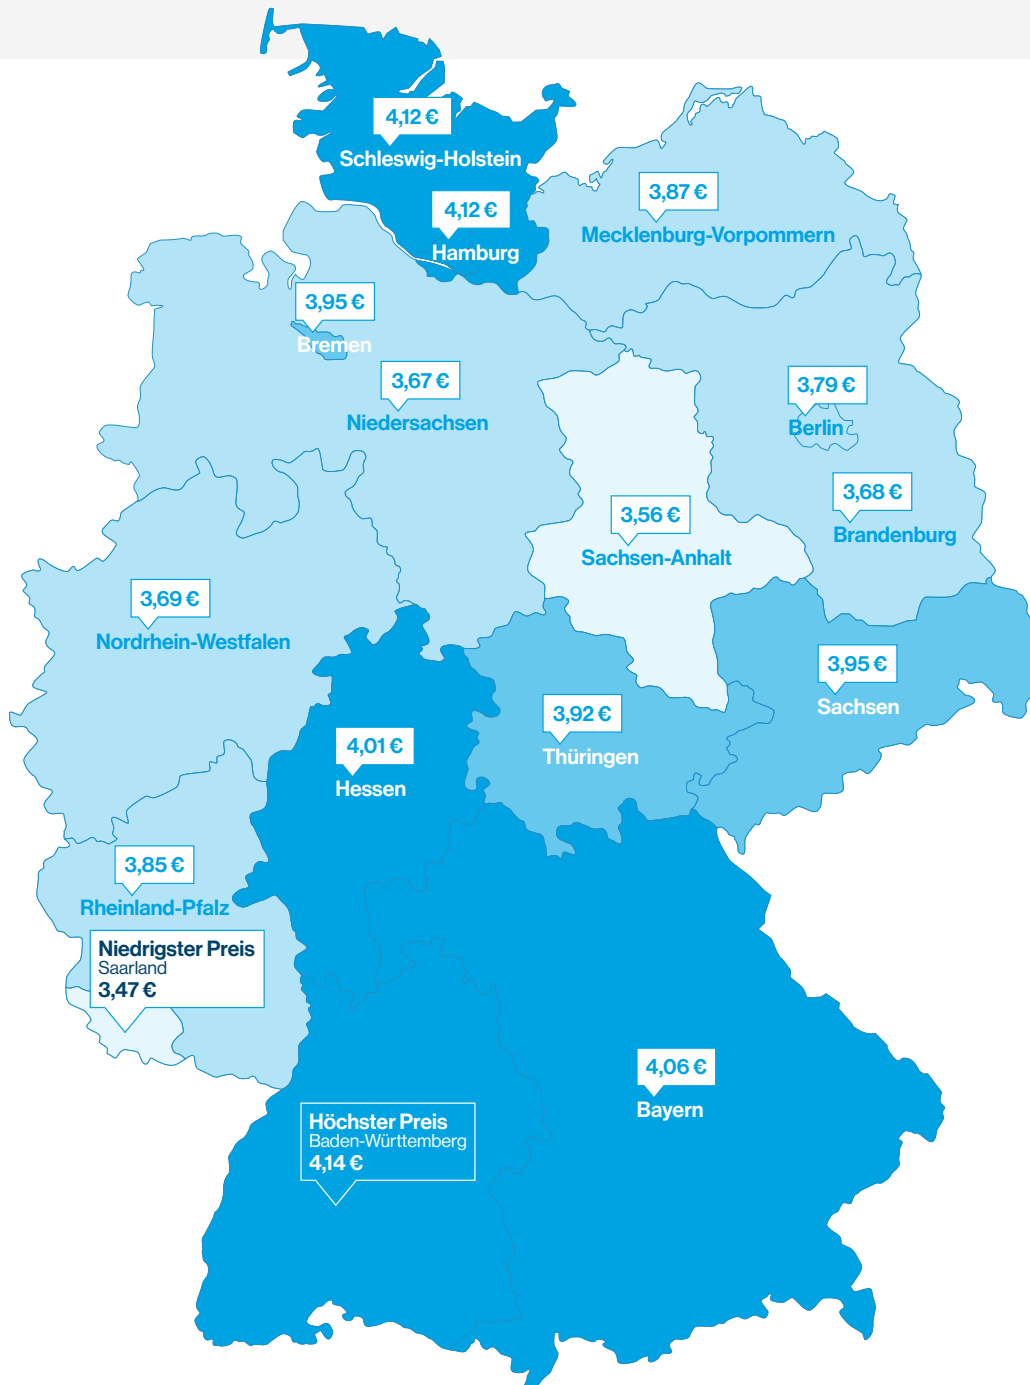 4,12 €
Schleswig-Holstein
4,12 €
Hamburg
3,87 €
Mecklenburg-Vorpommern
3,95 €
Bremen
3,67 €
Niedersachsen
3,79 €
Berlin
3,68 €
Brandenburg
3,56 €
Sachsen-Anhalt
3,69 €
Nordrhein-Westfalen
3,95 €
Sachsen
3,92 €
Thüringen
4,01 €
Hessen
3,85 €
Rheinland-Pfalz
Niedrigster Preis
Saarland
3,47 €
4,06 €
Bayern
Höchster Preis
Baden-Württemberg
4,14 €